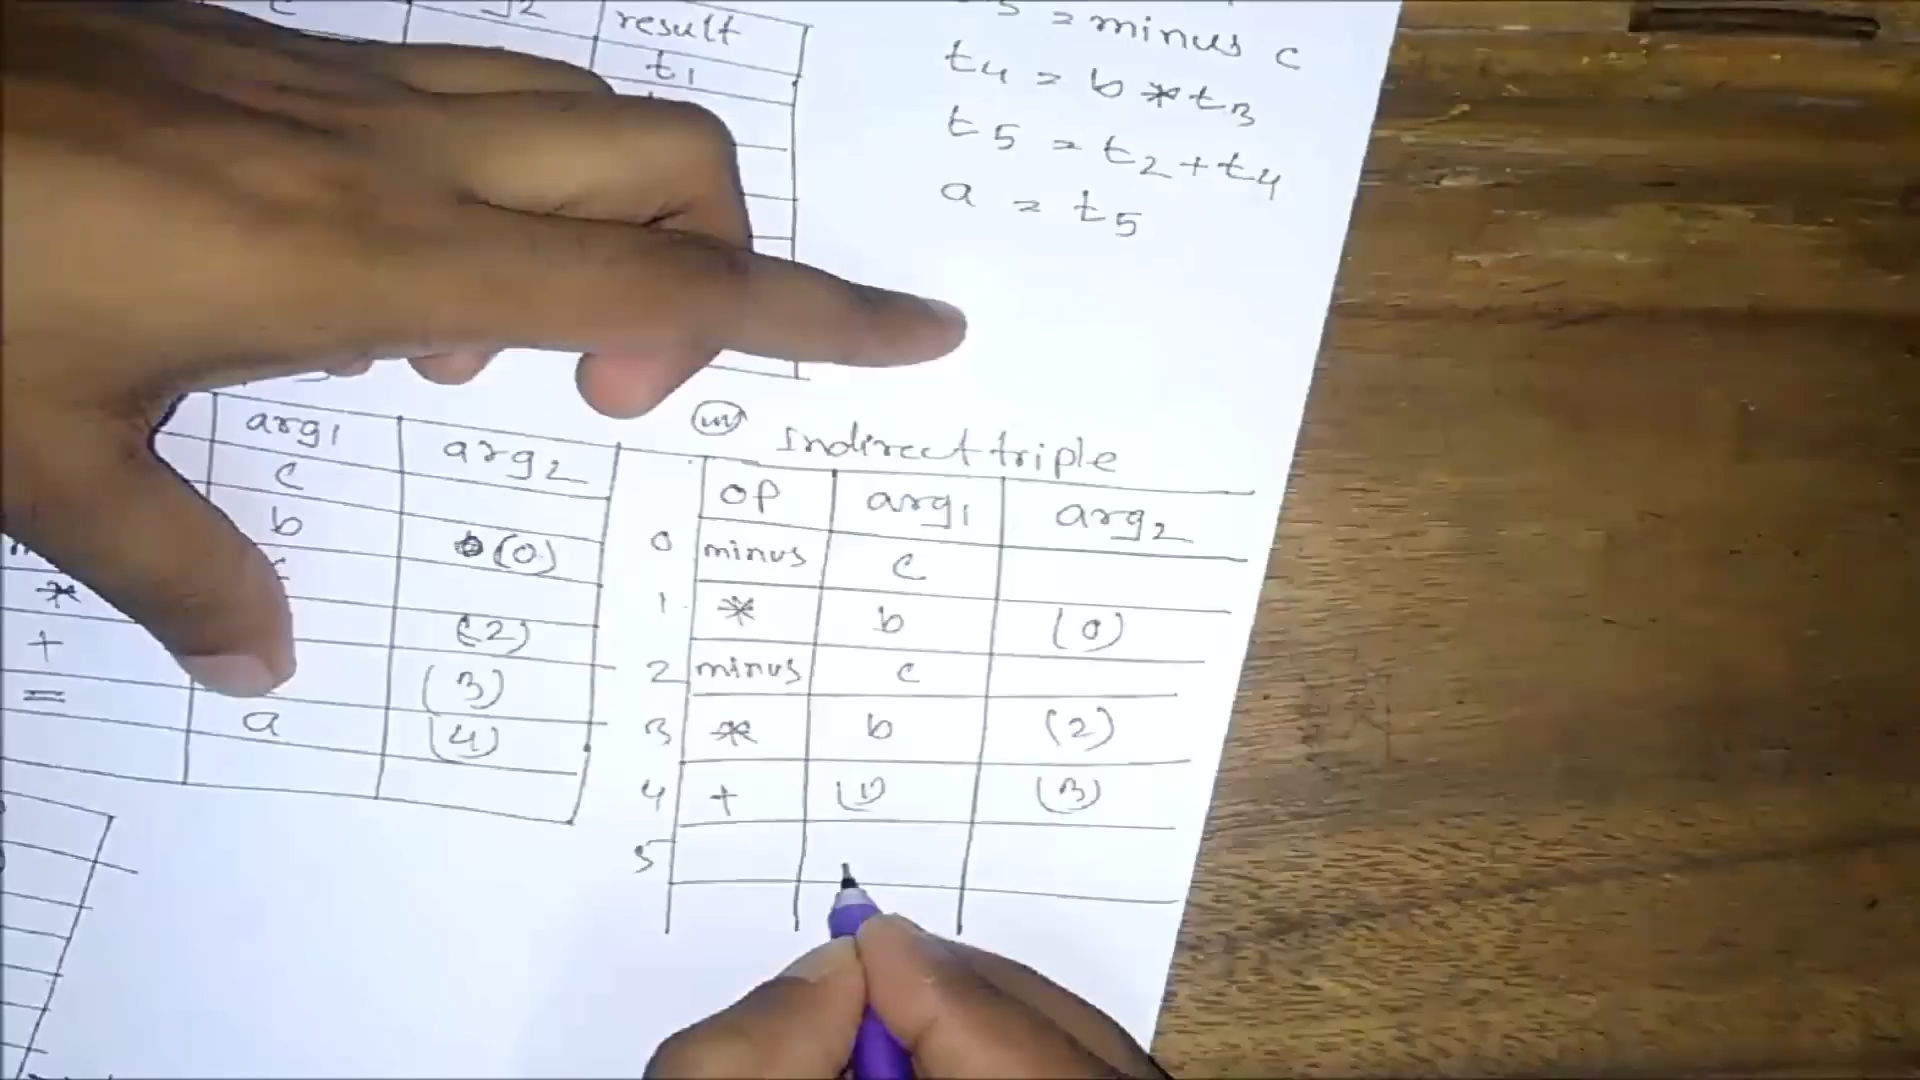 result
t1
= minus c
t4 = b * t3
t5 = t2 + t4
a = t5
arg1 arg2
c
b (0)
* (2)
+ (3)
= a (4)
Indirect triple
op arg1 arg2
0 minus c
1 * b (0)
2 minus c
3 * b (2)
4 + (1) (3)
5